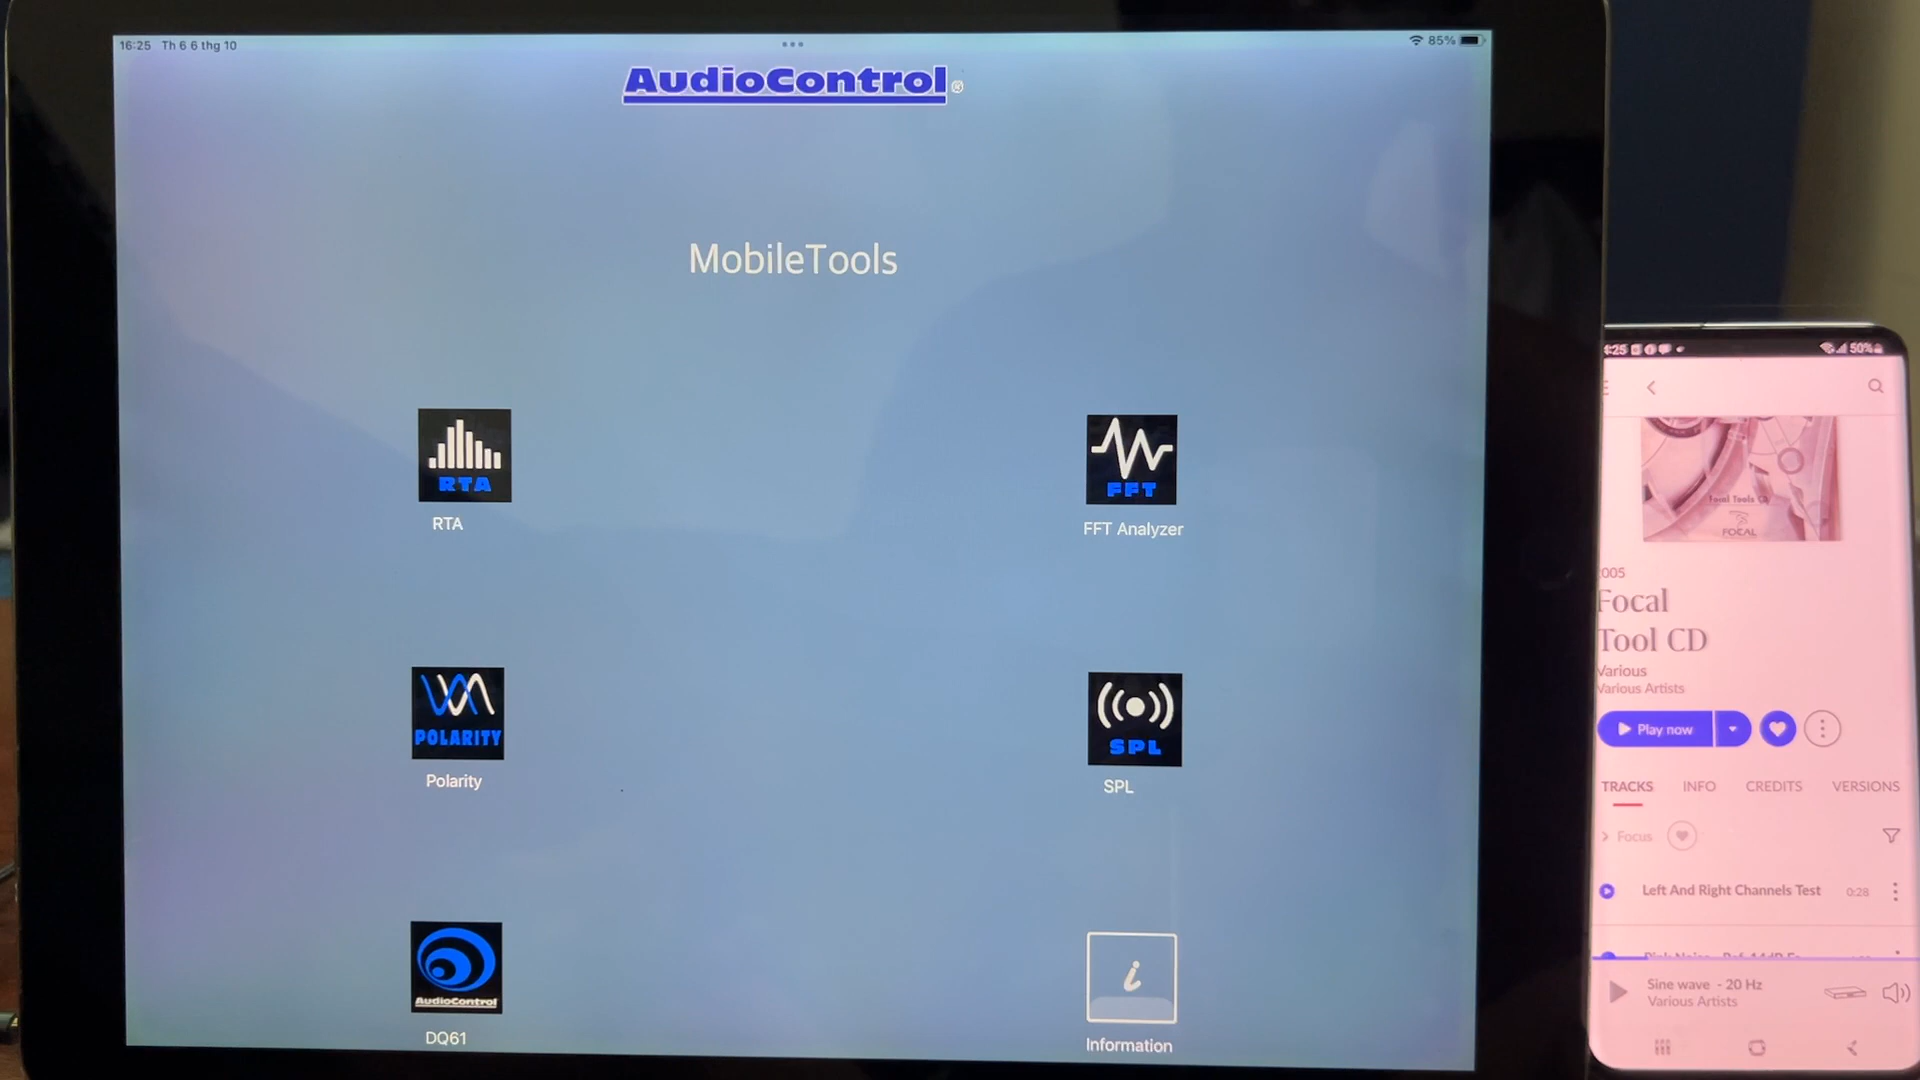 16:25 Th 6 6 thg 10
85%
AudioControl®
MobileTools
RTA
RTA
FFT
FFT Analyzer
POLARITY
Polarity
SPL
SPL
AudioControl
DQ61
i
Information
:25
50%
Focal Tools CD
FOCAL
005
Focal
Tool CD
Various
Various Artists
Play now
TRACKS INFO CREDITS VERSIONS
Focus
Left And Right Channels Test 0:28
Sine wave - 20 Hz
Various Artists